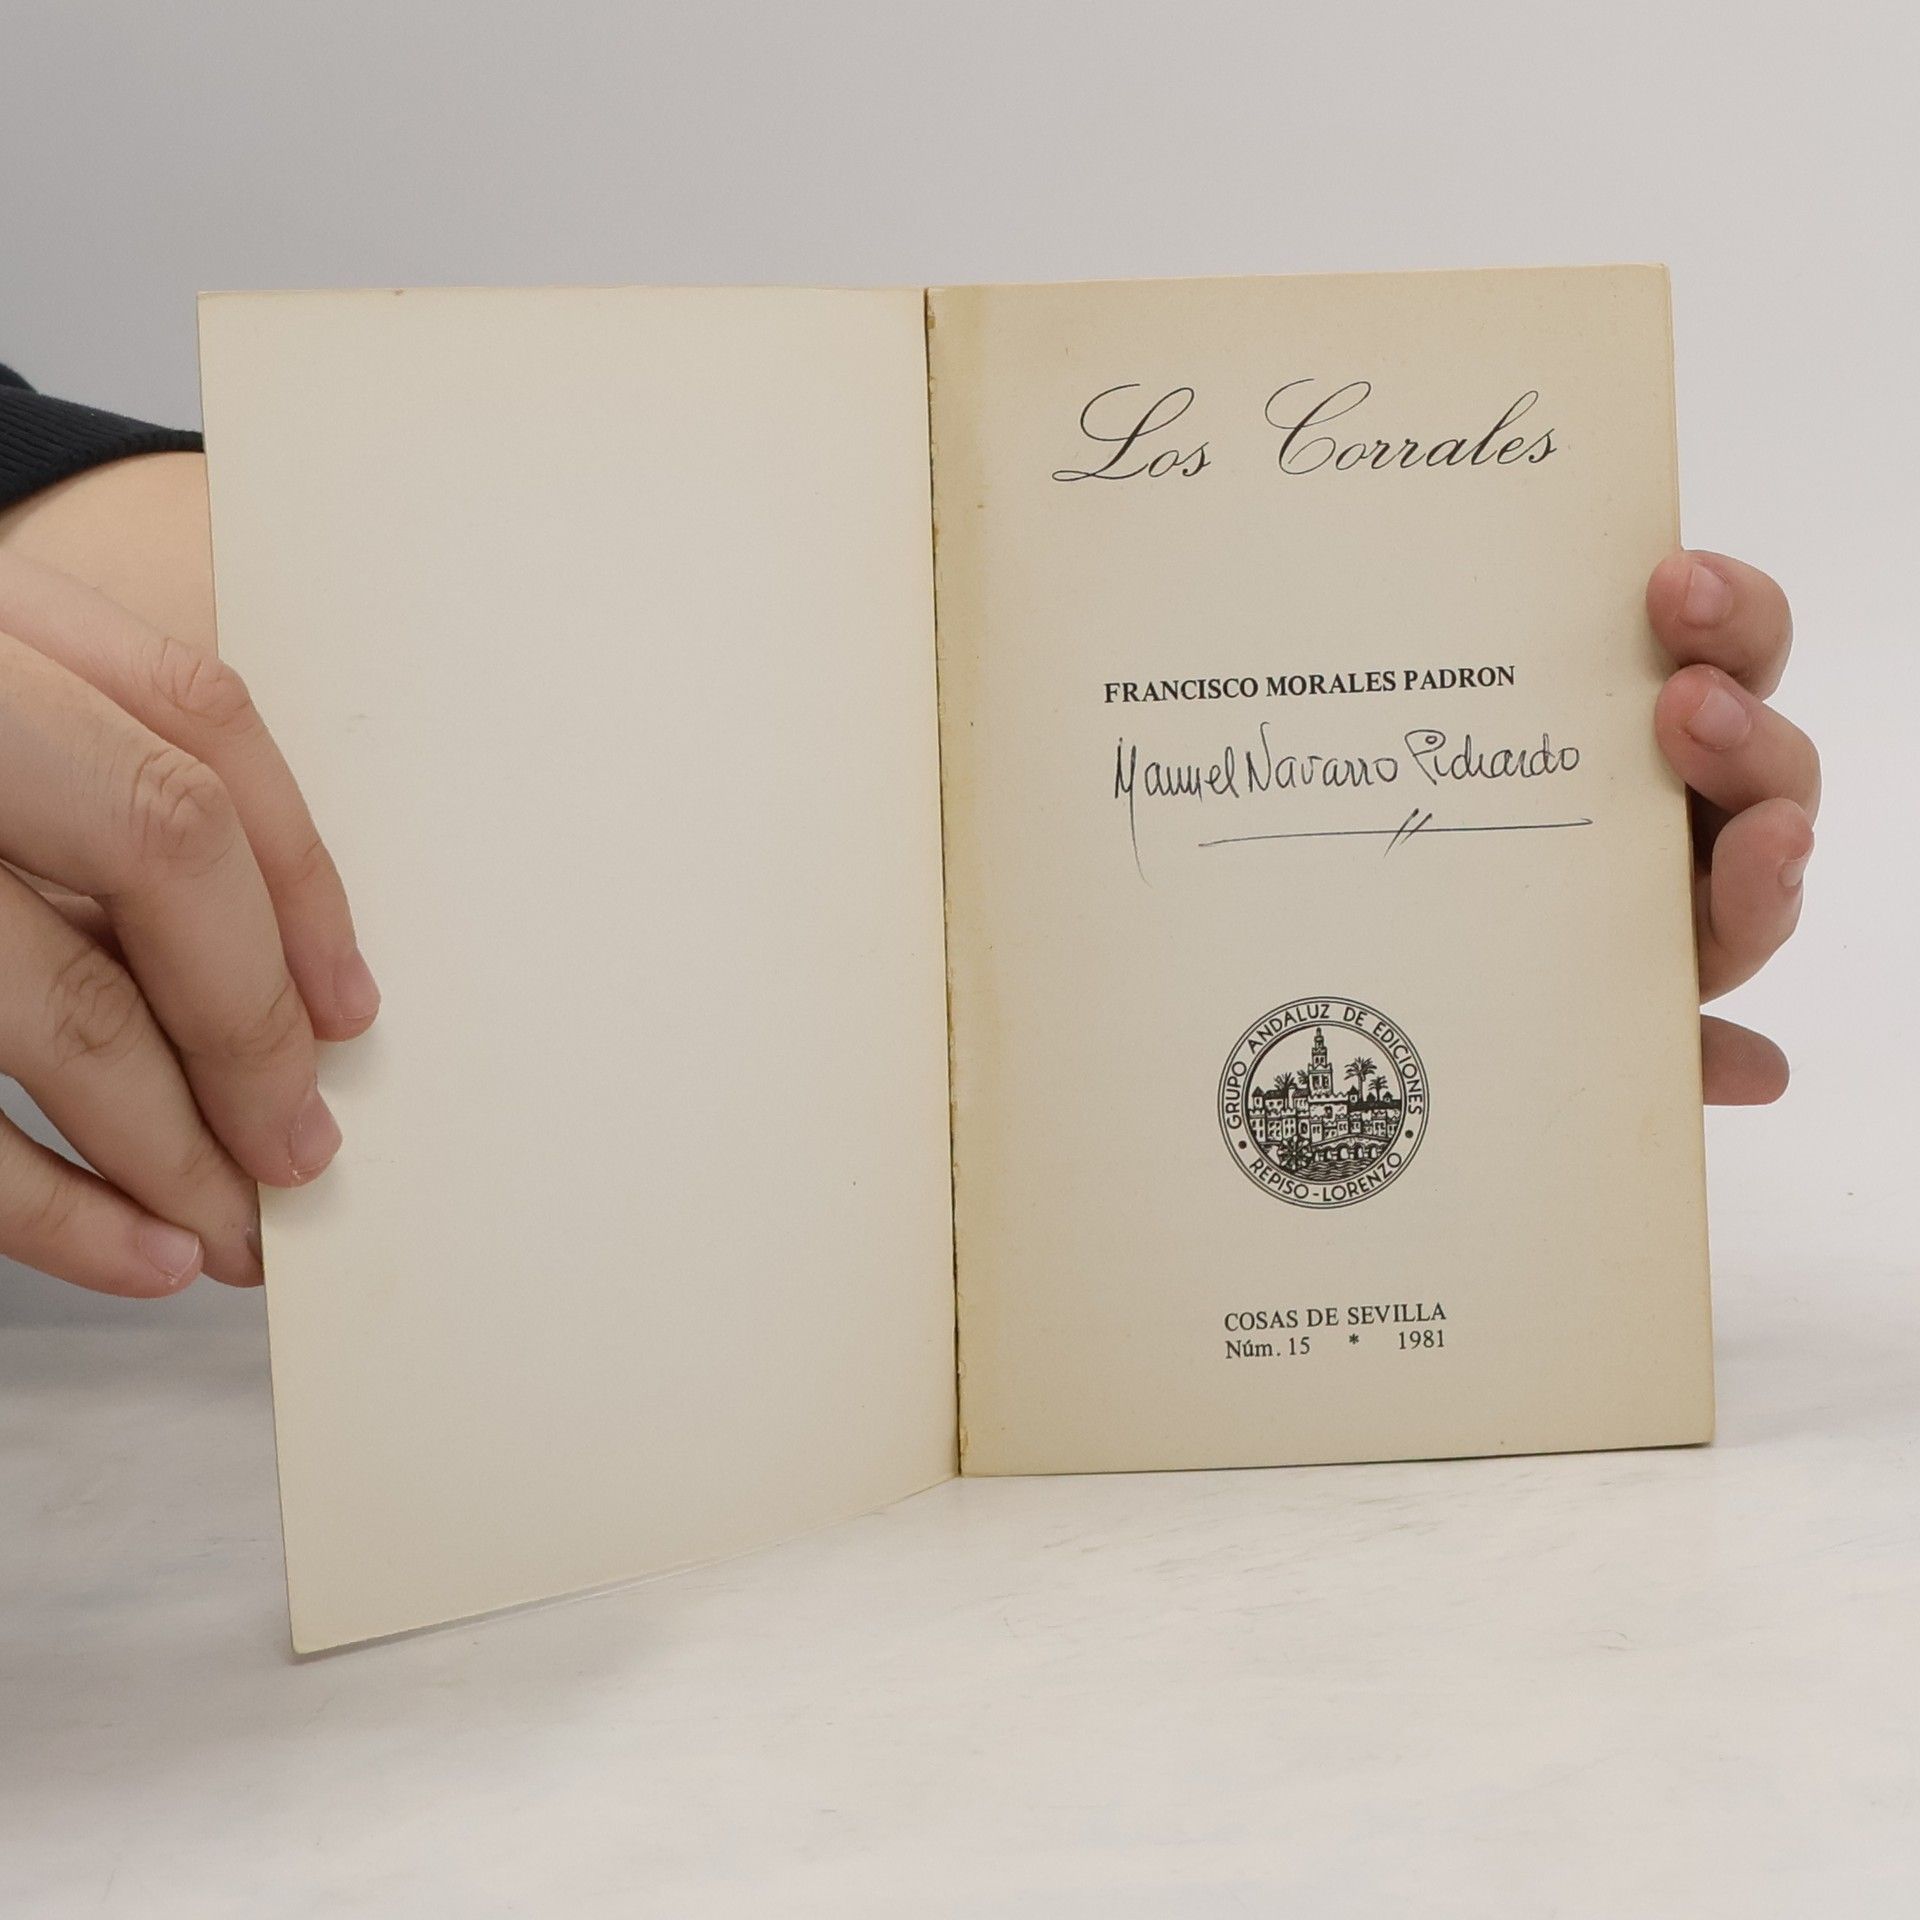 Los Corrales
FRANCISCO MORALES PADRON
Manuel Navarro Pichardo
GRUPO ANDALUZ DE EDICIONES
• REPISO - LORENZO •
COSAS DE SEVILLA
Núm. 15 * 1981